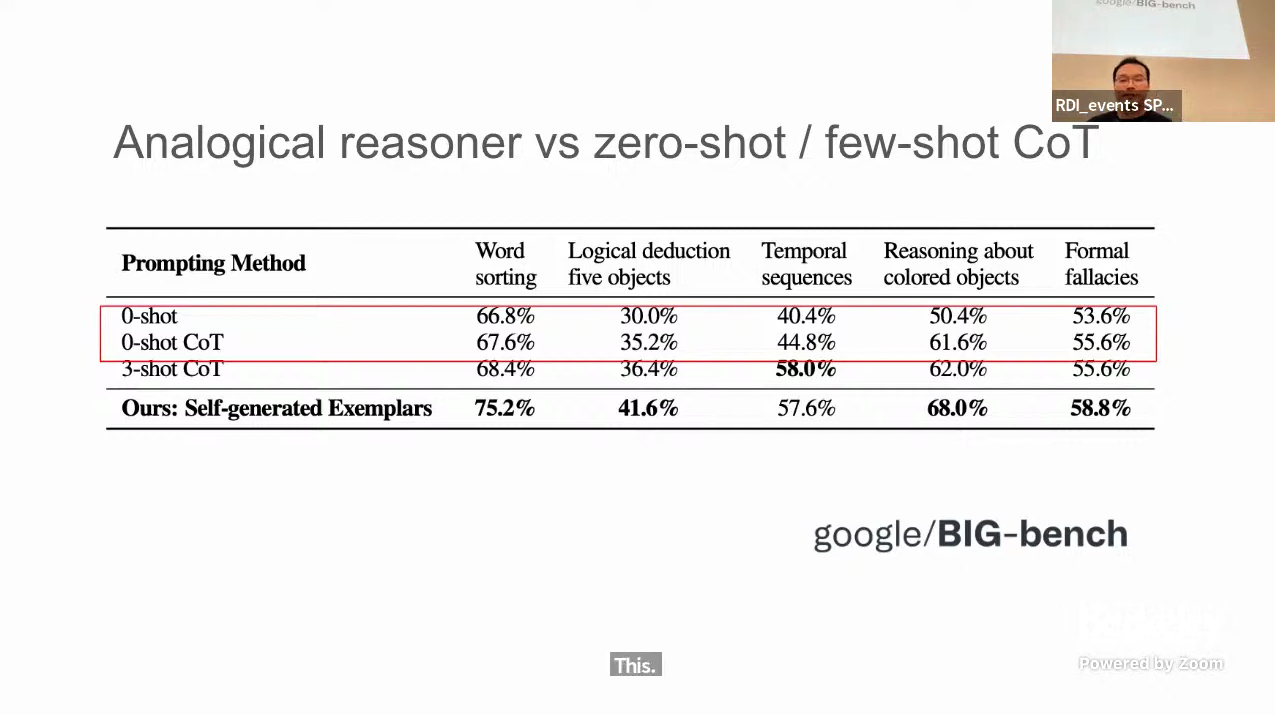 google/BIG-bench
RDI_events SP...
Analogical reasoner vs zero-shot / few-shot CoT
Prompting Method Word sorting Logical deduction five objects Temporal sequences Reasoning about colored objects Formal fallacies
0-shot 66.8% 30.0% 40.4% 50.4% 53.6%
0-shot CoT 67.6% 35.2% 44.8% 61.6% 55.6%
3-shot CoT 68.4% 36.4% 58.0% 62.0% 55.6%
Ours: Self-generated Exemplars 75.2% 41.6% 57.6% 68.0% 58.8%
google/BIG-bench
This.
Powered by Zoom